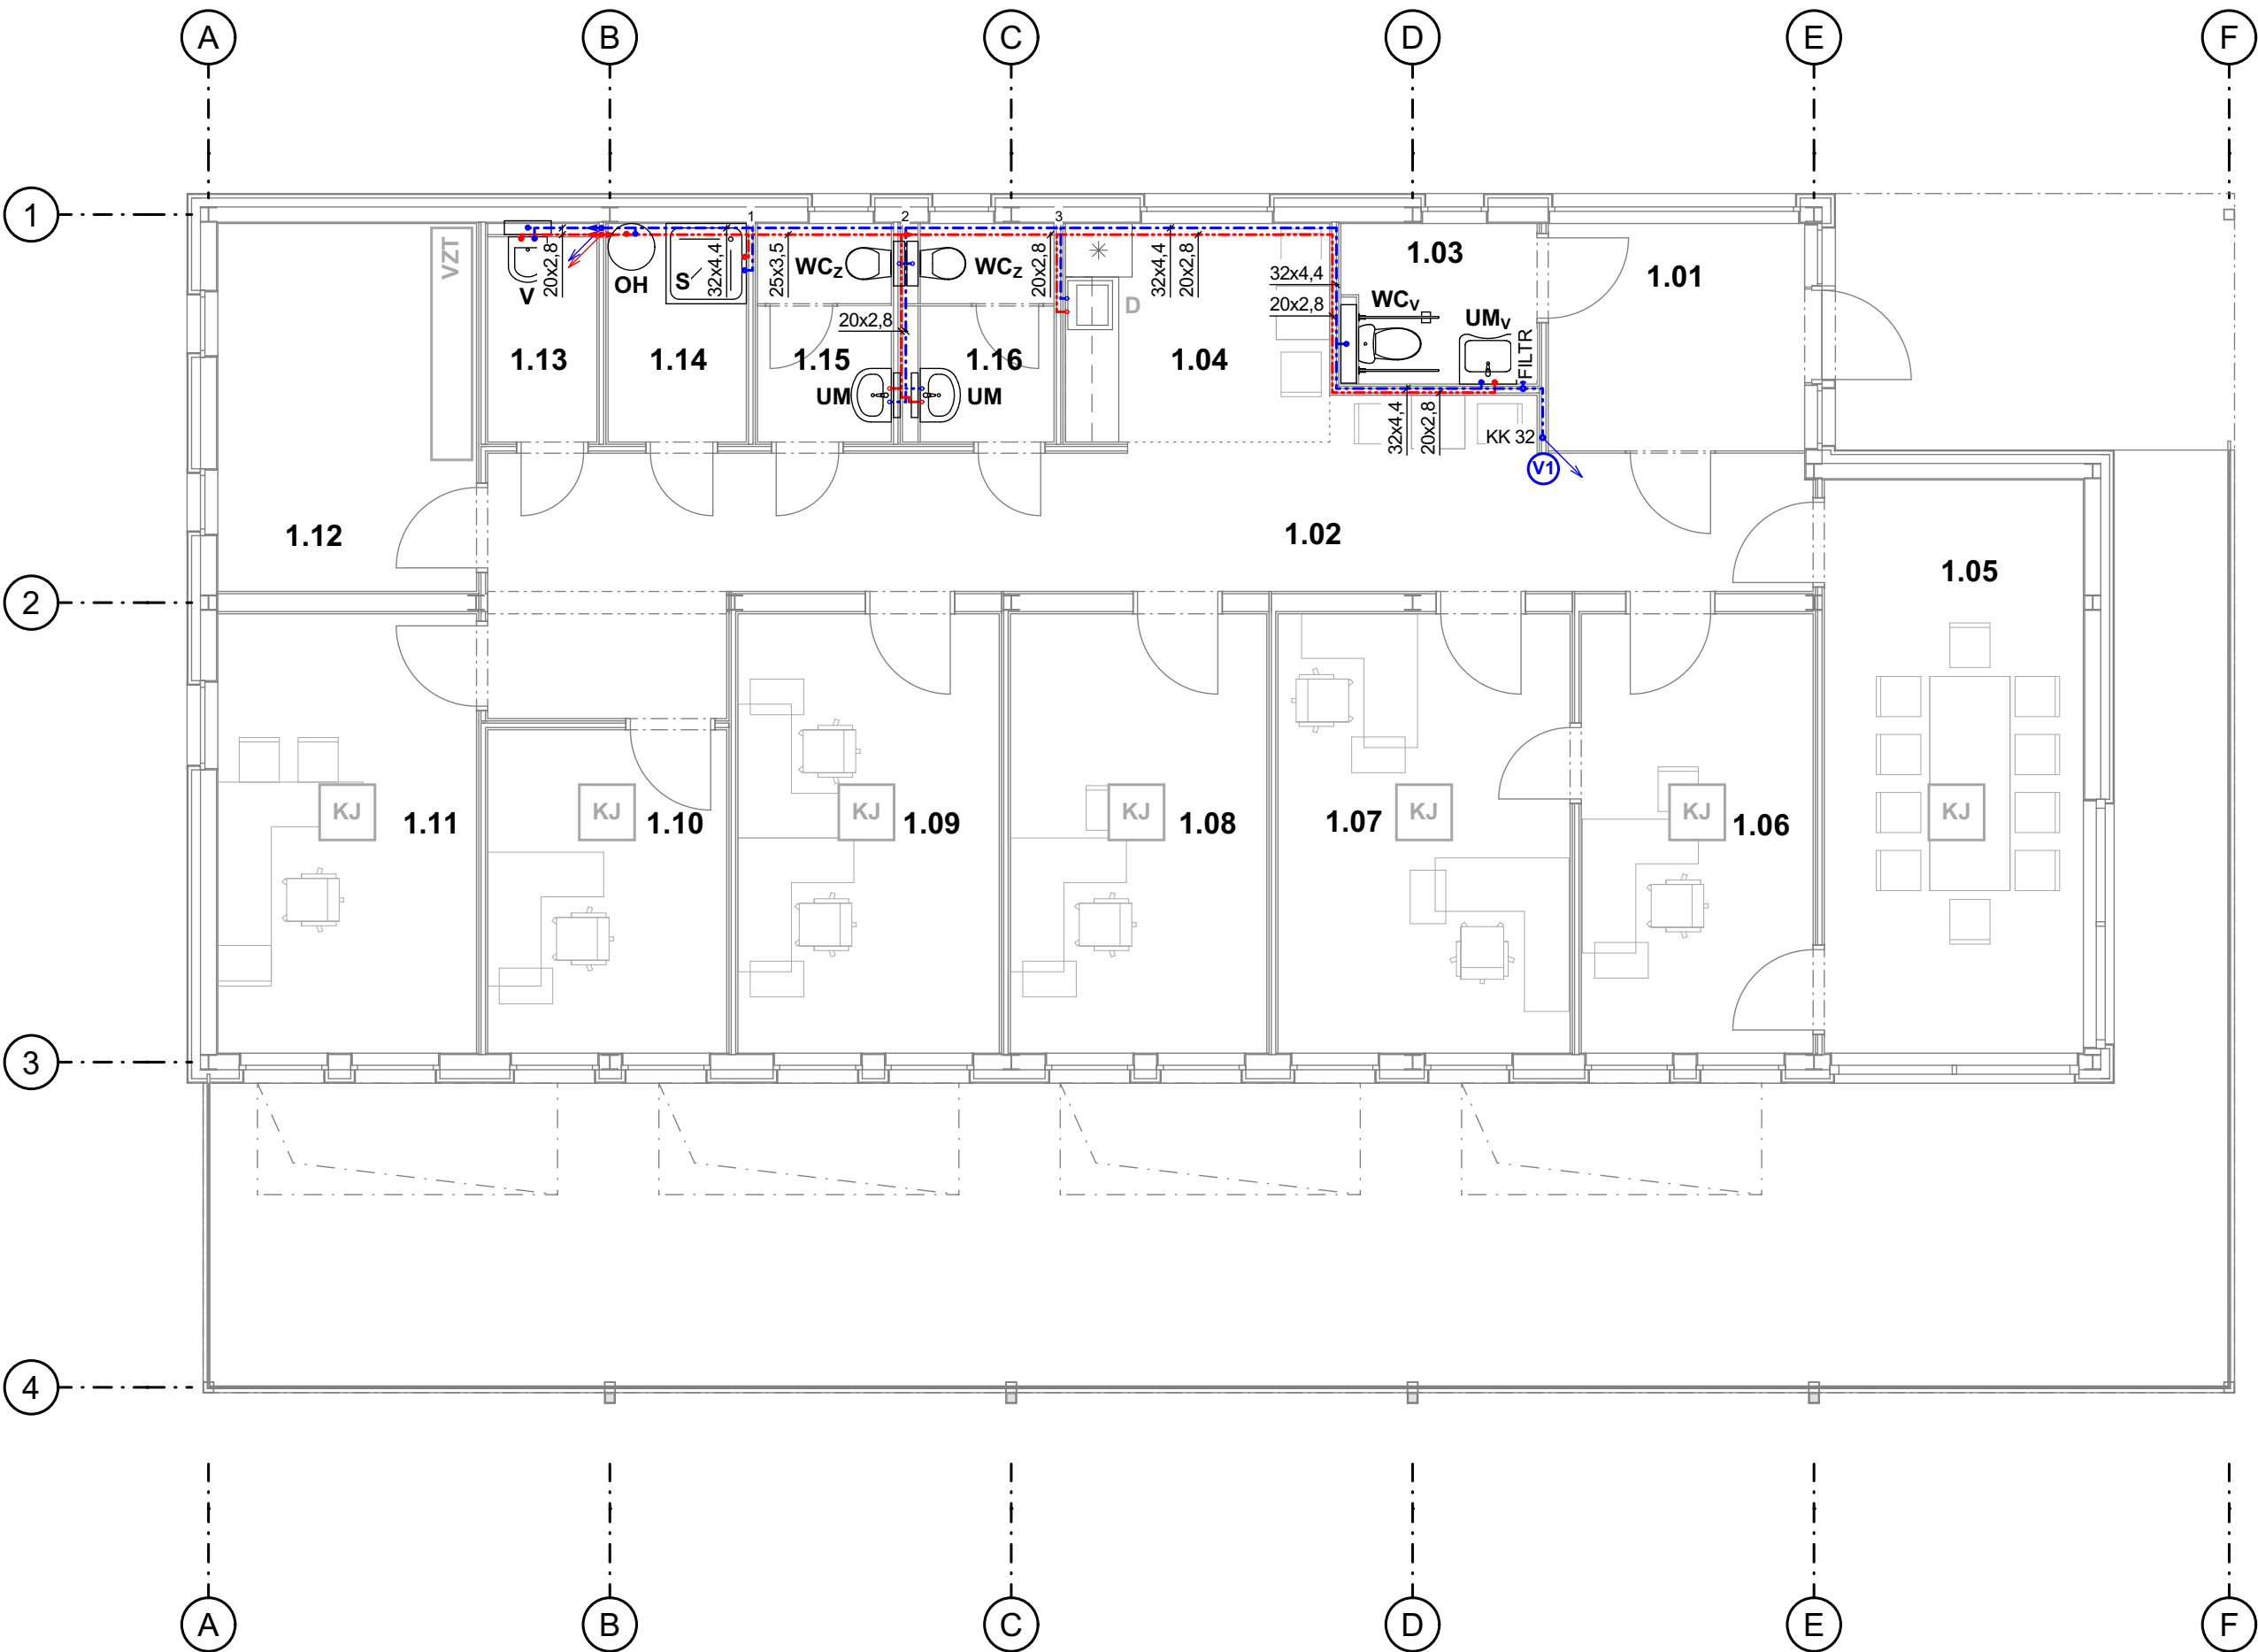 A B C D E F
1
1 2 3
VZT
V
20x2,8
OH
S
32x4,4
25x3,5
WCZ
WCZ
20x2,8
D
32x4,4
20x2,8
32x4,4
20x2,8
1.03
WCV
UMV
FILTR
1.01
20x2,8
1.13
1.14
1.15
1.16
1.04
UM
UM
32x4,4
20x2,8
KK 32
V1
1.12
1.02
1.05
2
KJ
1.11
KJ
1.10
KJ
1.09
KJ
1.08
1.07
KJ
KJ
1.06
KJ
3
4
A B C D E F